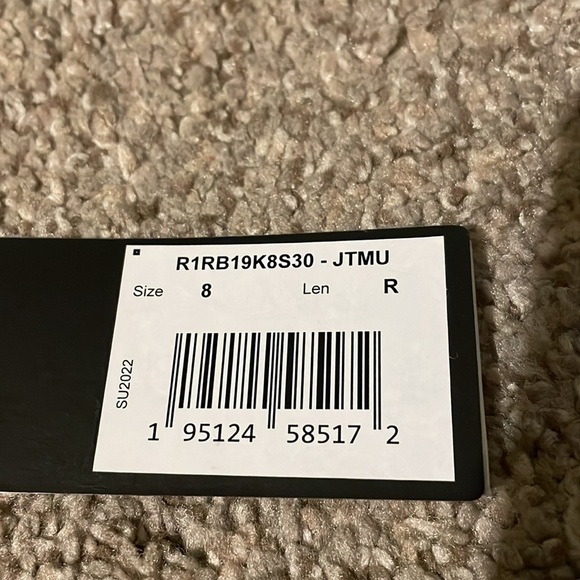 R1RB19K8S30 - JTMU
Size 8 Len R
SU2022
1 95124 58517 2